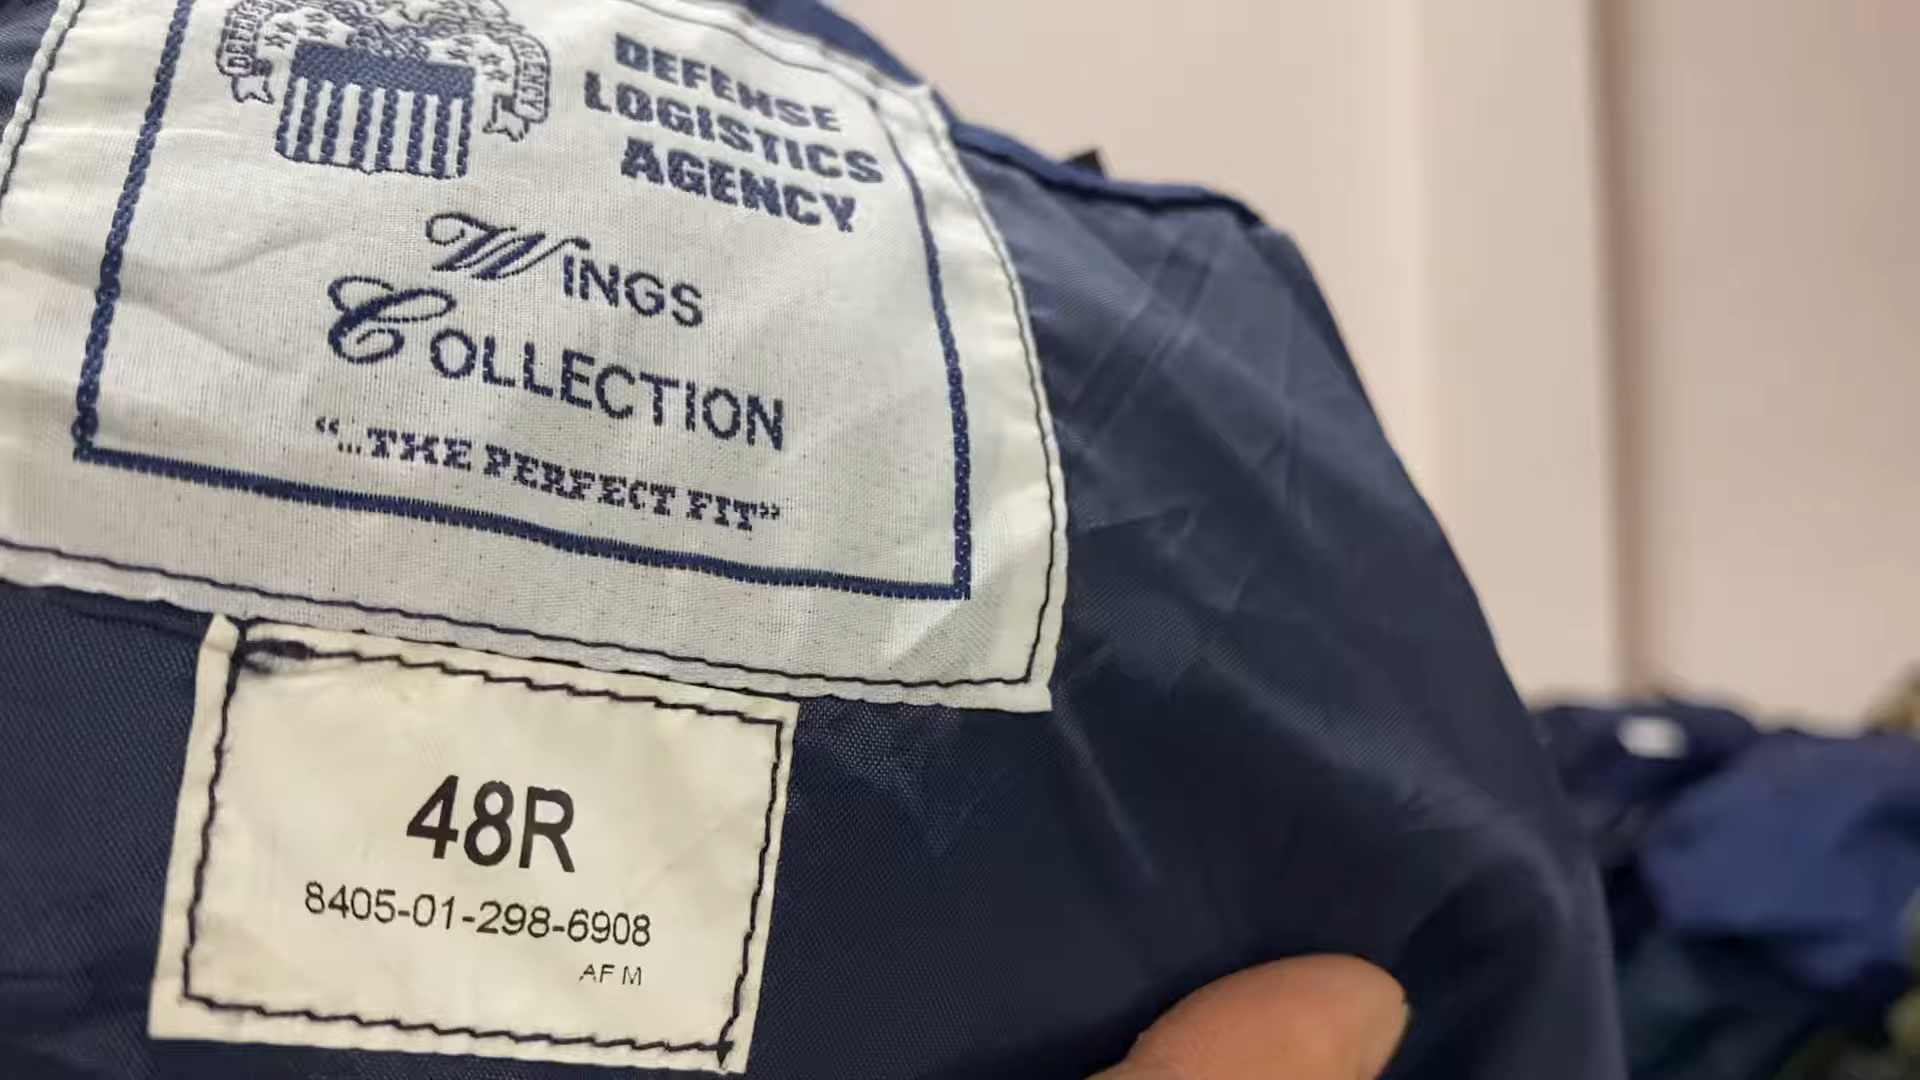 DEFENSE
LOGISTICS
AGENCY
WINGS
COLLECTION
“...THE PERFECT FIT”
48R
8405-01-298-6908
AF M